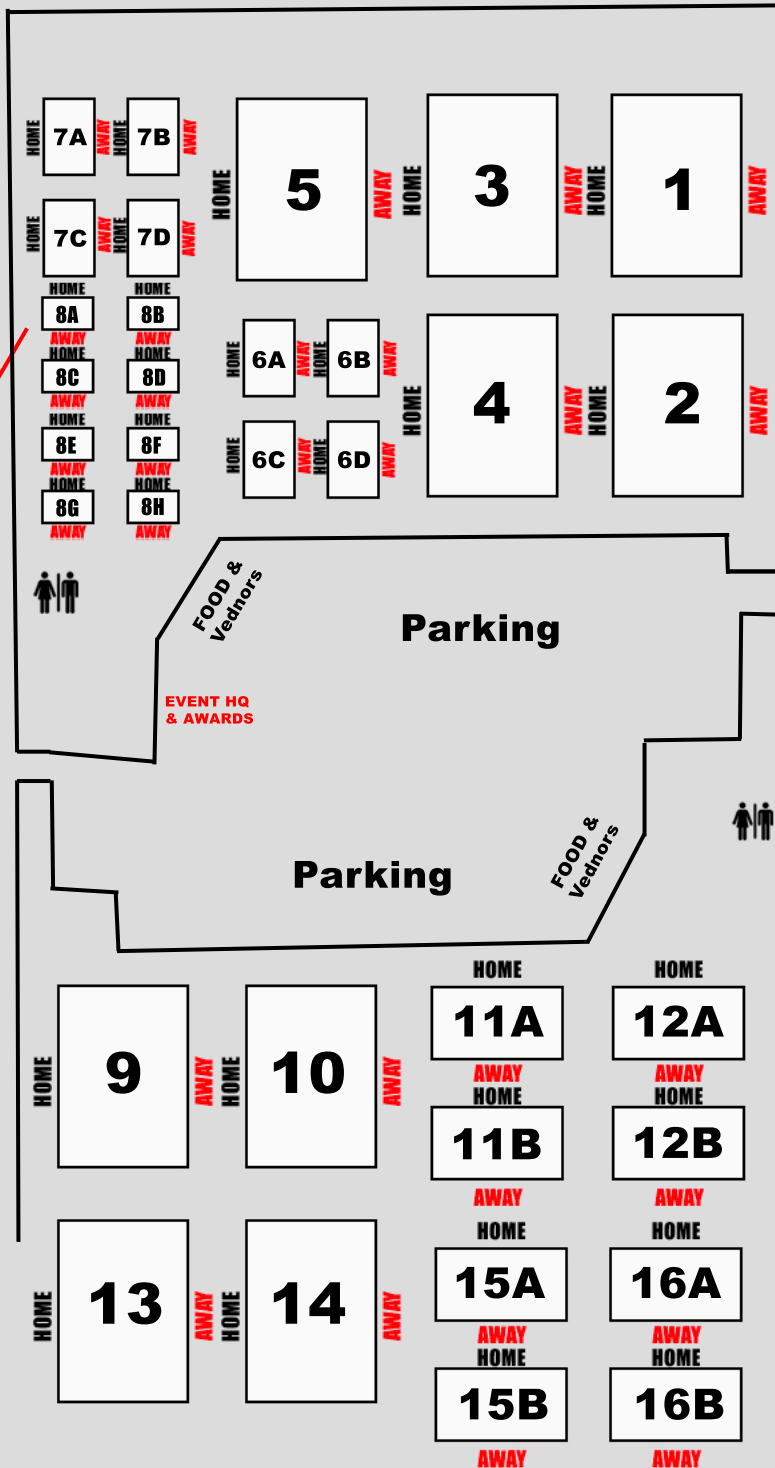 HOME 7A AWAY HOME 7B AWAY
HOME 5 AWAY
HOME 3 AWAY
HOME 1 AWAY
HOME 7C AWAY HOME 7D AWAY
HOME HOME
8A 8B
AWAY AWAY
HOME HOME
8C 8D
AWAY AWAY
HOME HOME
8E 8F
AWAY AWAY
HOME HOME
8G 8H
AWAY AWAY
HOME 6A AWAY HOME 6B AWAY
HOME 6C AWAY HOME 6D AWAY
HOME 4 AWAY
HOME 2 AWAY
FOOD &
Vednors
Parking
EVENT HQ
& AWARDS
Parking
FOOD &
Vednors
HOME 9 AWAY
HOME 10 AWAY
HOME HOME
11A 12A
AWAY AWAY
HOME HOME
11B 12B
AWAY AWAY
HOME 13 AWAY
HOME 14 AWAY
HOME HOME
15A 16A
AWAY AWAY
HOME HOME
15B 16B
AWAY AWAY